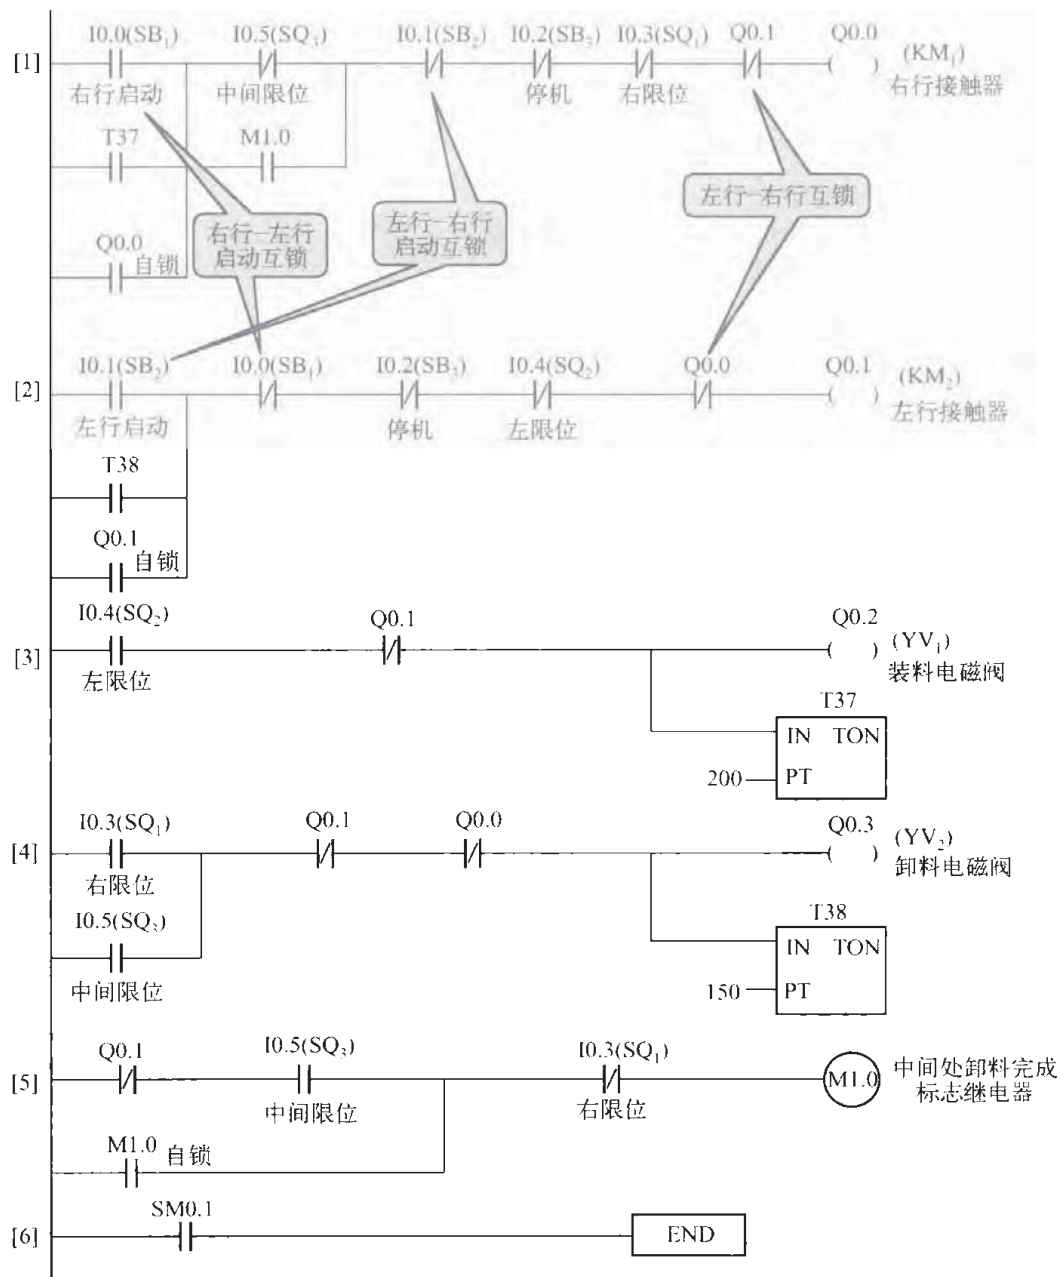 I0.0(SB₁) I0.5(SQ₃) I0.1(SB₂) I0.2(SB₃) I0.3(SQ₁) Q0.1 Q0.0
[1] (KM₁)
右行启动 中间限位 停机 右限位 右行接触器
T37 M1.0
左行–右行互锁
右行–左行
启动互锁
左行–右行
启动互锁
Q0.0 自锁
I0.1(SB₂) I0.0(SB₁) I0.2(SB₃) I0.4(SQ₂) Q0.0 Q0.1
[2] (KM₂)
左行启动 停机 左限位 左行接触器
T38
Q0.1 自锁
I0.4(SQ₂) Q0.1 Q0.2
[3] (YV₁)
左限位 装料电磁阀
T37
IN TON
200 PT
I0.3(SQ₁) Q0.1 Q0.0 Q0.3
[4] (YV₂)
右限位 卸料电磁阀
I0.5(SQ₃) T38
IN TON
中间限位 150 PT
Q0.1 I0.5(SQ₃) I0.3(SQ₁)
[5] M1.0 中间处卸料完成
标志继电器
中间限位 右限位
M1.0 自锁
SM0.1
[6] END